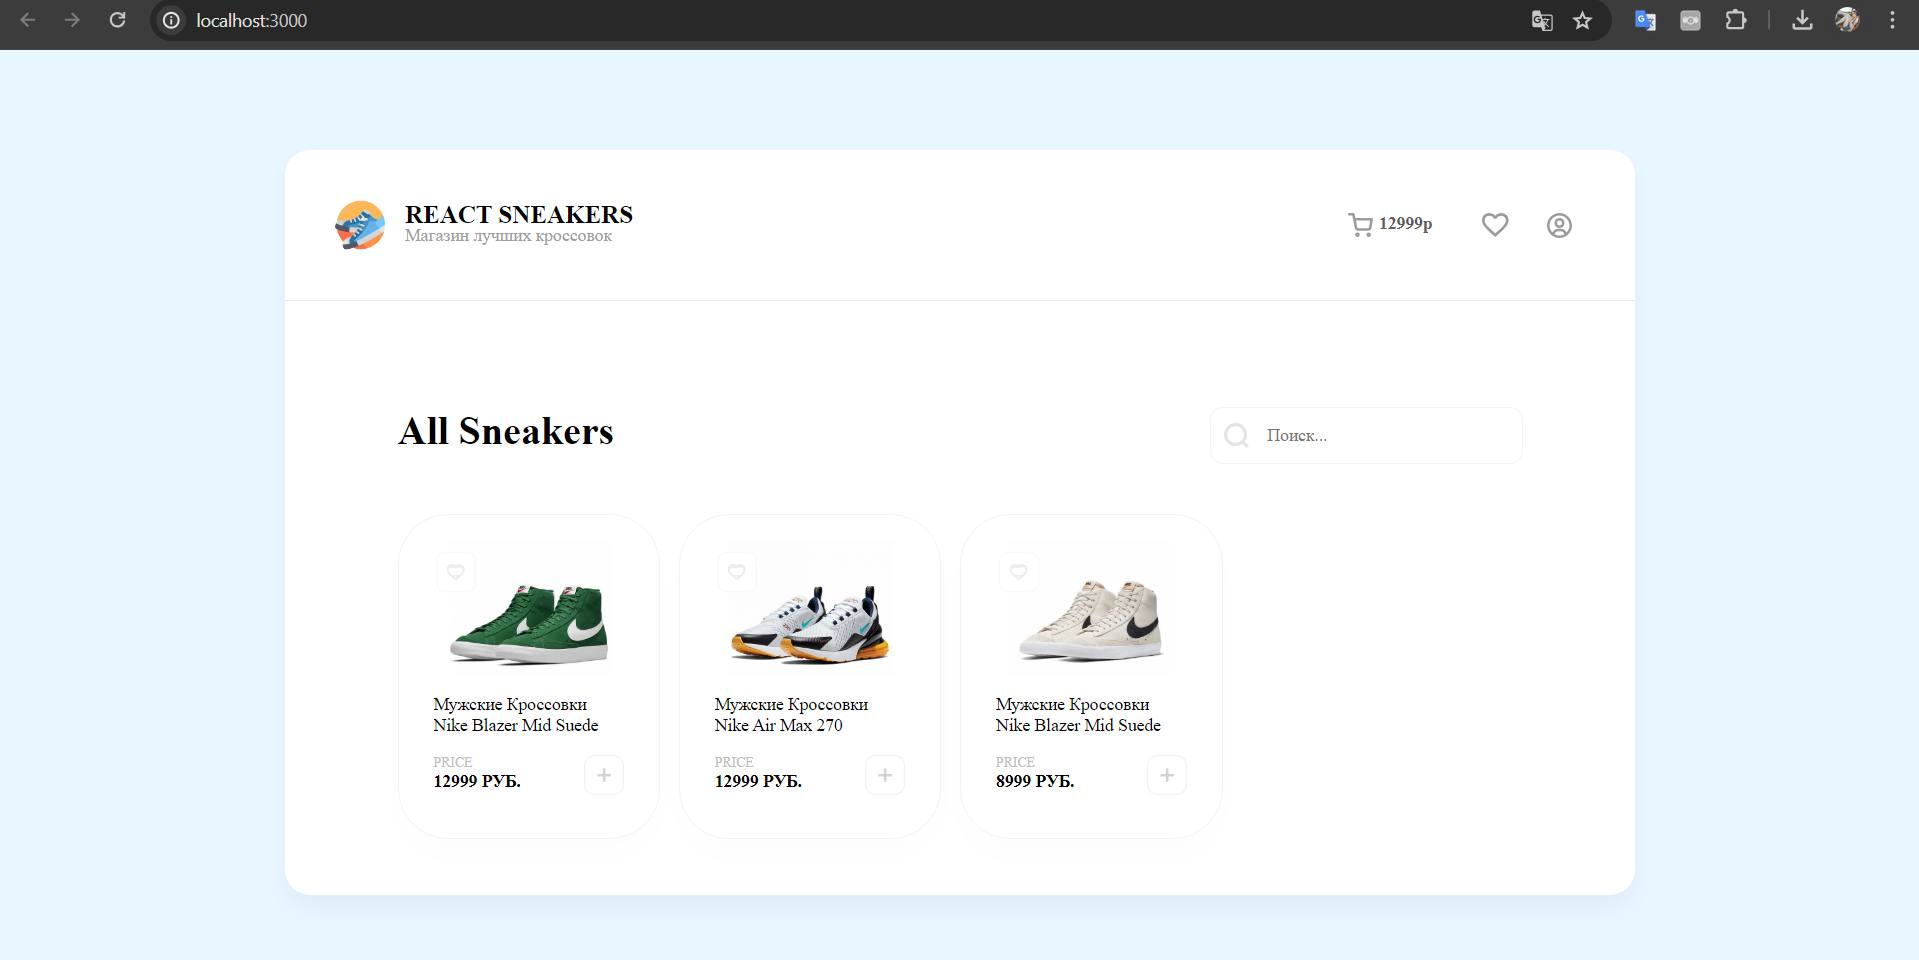 localhost:3000
REACT SNEAKERS
Магазин лучших кроссовок
12999р
All Sneakers
Поиск...
Мужские Кроссовки
Nike Blazer Mid Suede
PRICE
12999 РУБ.
Мужские Кроссовки
Nike Air Max 270
PRICE
12999 РУБ.
Мужские Кроссовки
Nike Blazer Mid Suede
PRICE
8999 РУБ.